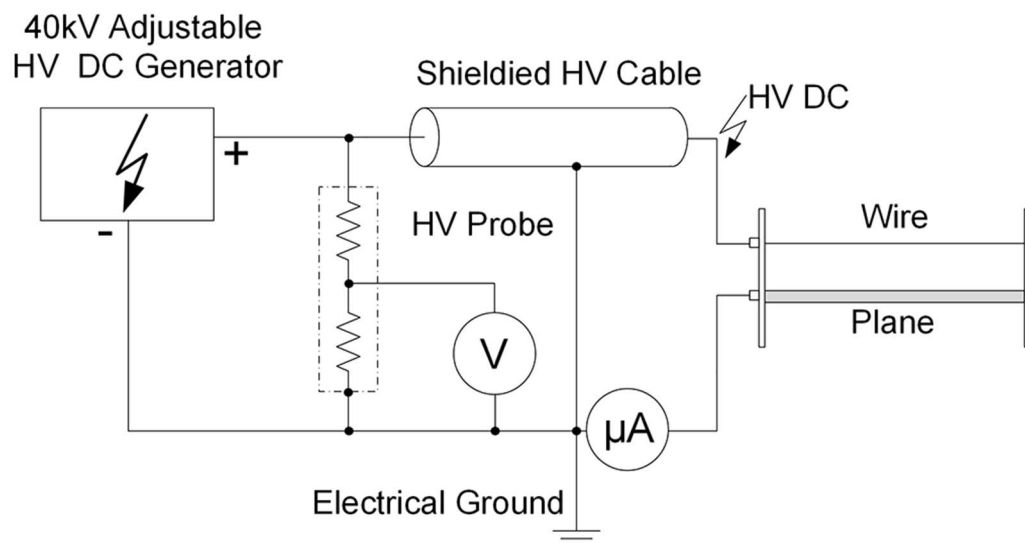 40kV Adjustable
HV DC Generator
Shieldied HV Cable
HV DC
+
-
HV Probe
Wire
Plane
V
µA
Electrical Ground